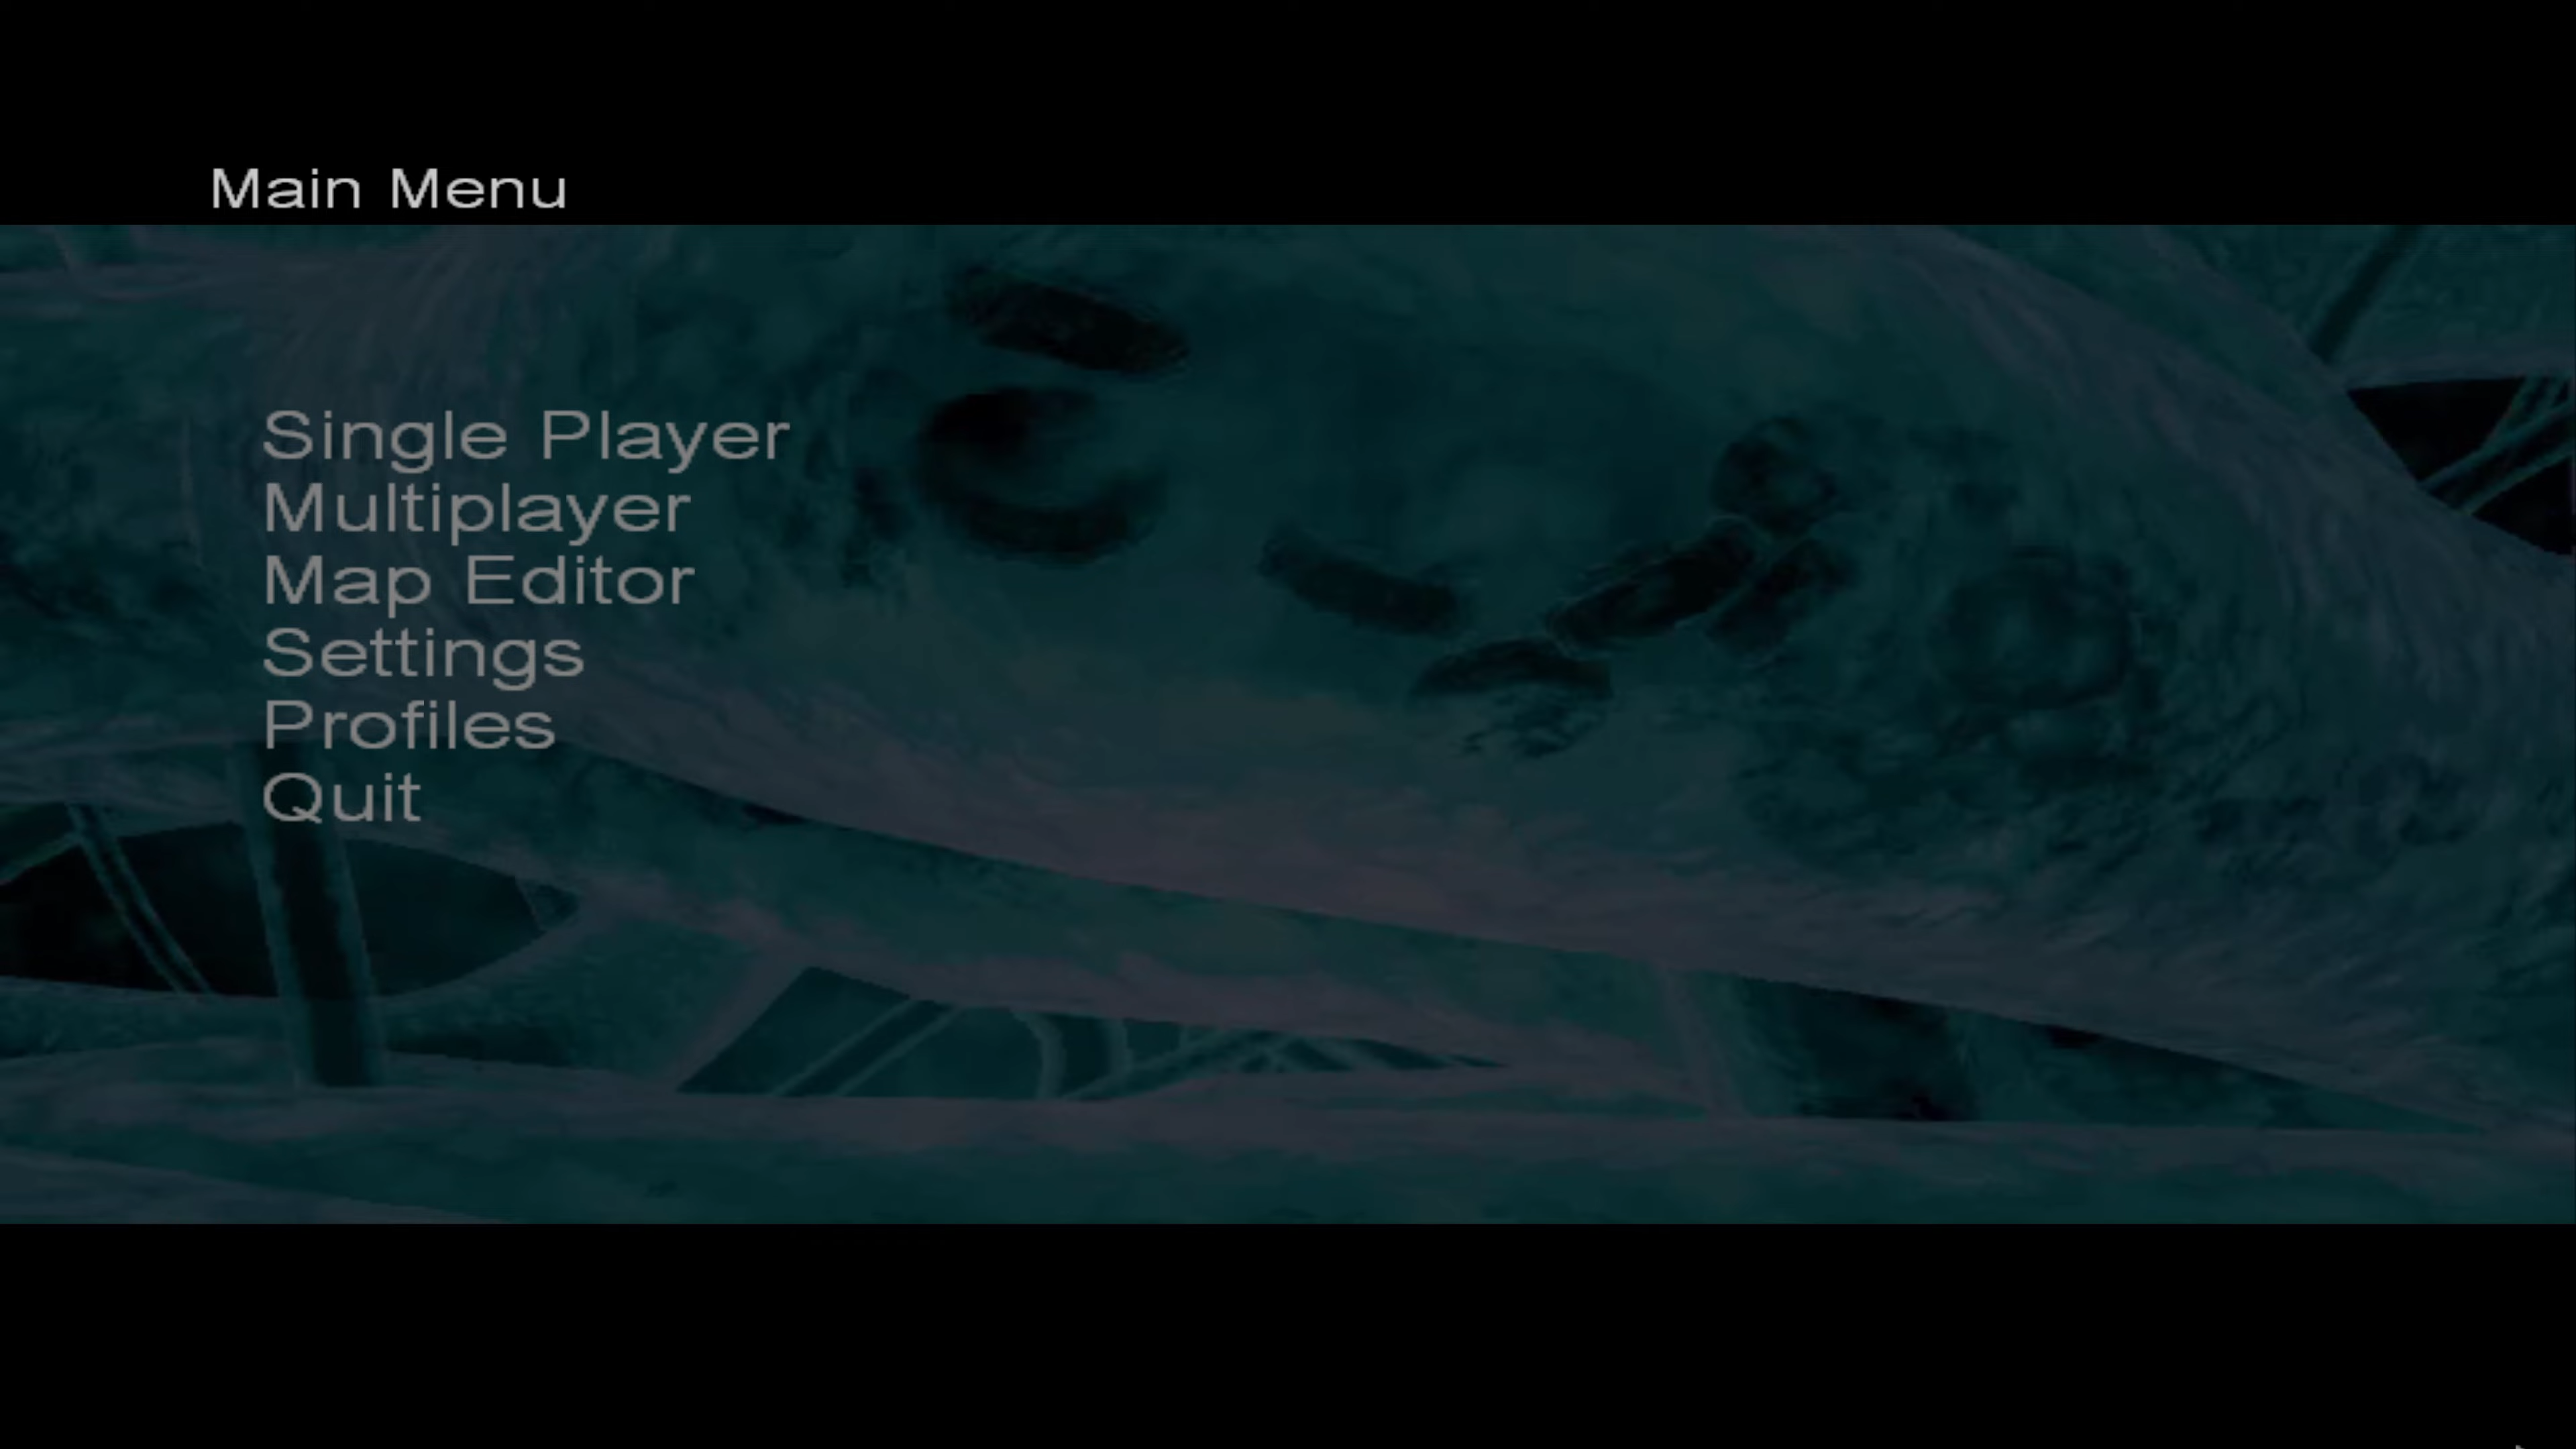 Main Menu
Single Player
Multiplayer
Map Editor
Settings
Profiles
Quit